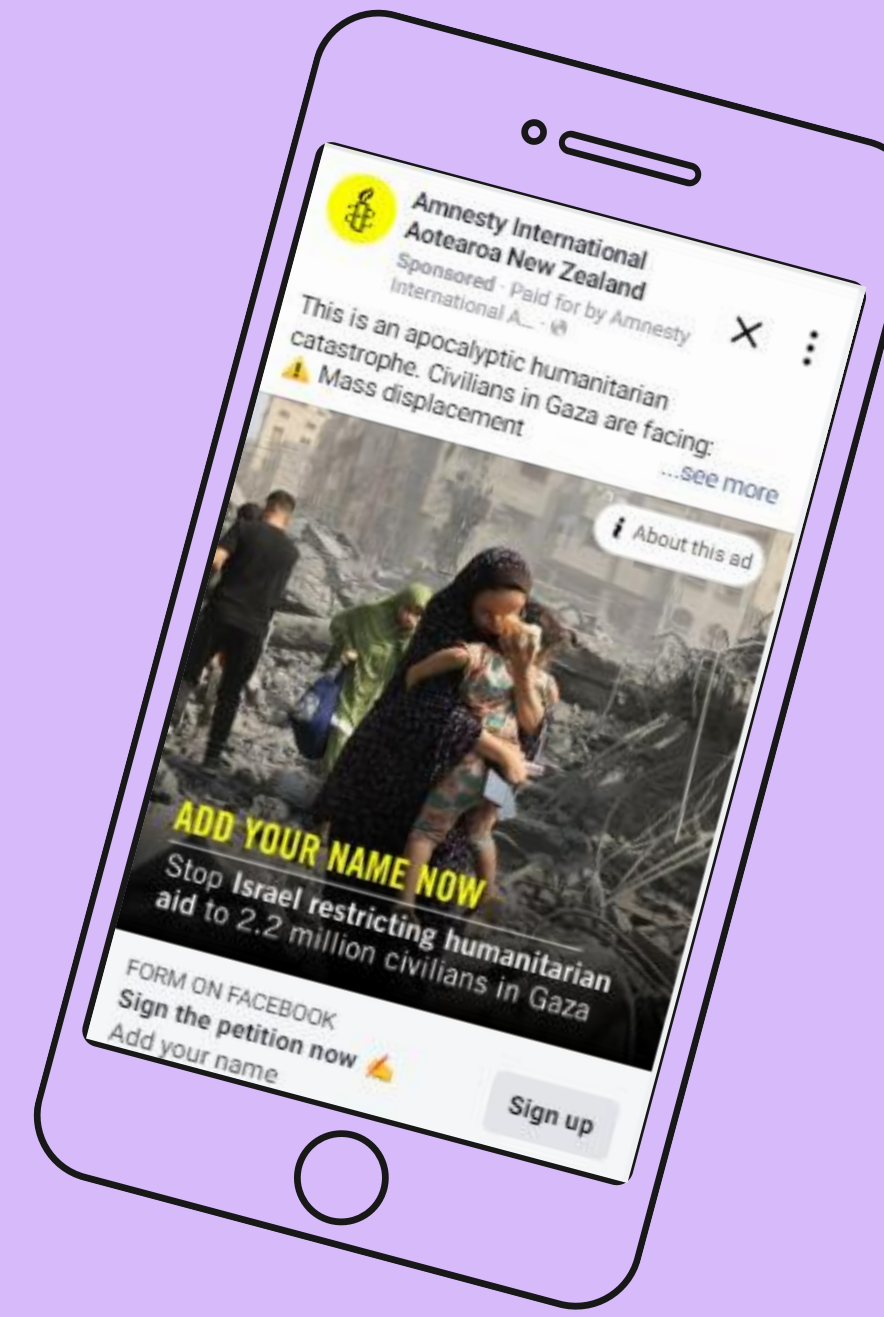 Amnesty International
Aotearoa New Zealand
Sponsored · Paid for by Amnesty
International A... ·
This is an apocalyptic humanitarian
catastrophe. Civilians in Gaza are facing:
⚠️ Mass displacement
...see more
About this ad
ADD YOUR NAME NOW
Stop Israel restricting humanitarian
aid to 2.2 million civilians in Gaza
FORM ON FACEBOOK
Sign the petition now ✍️
Add your name
Sign up